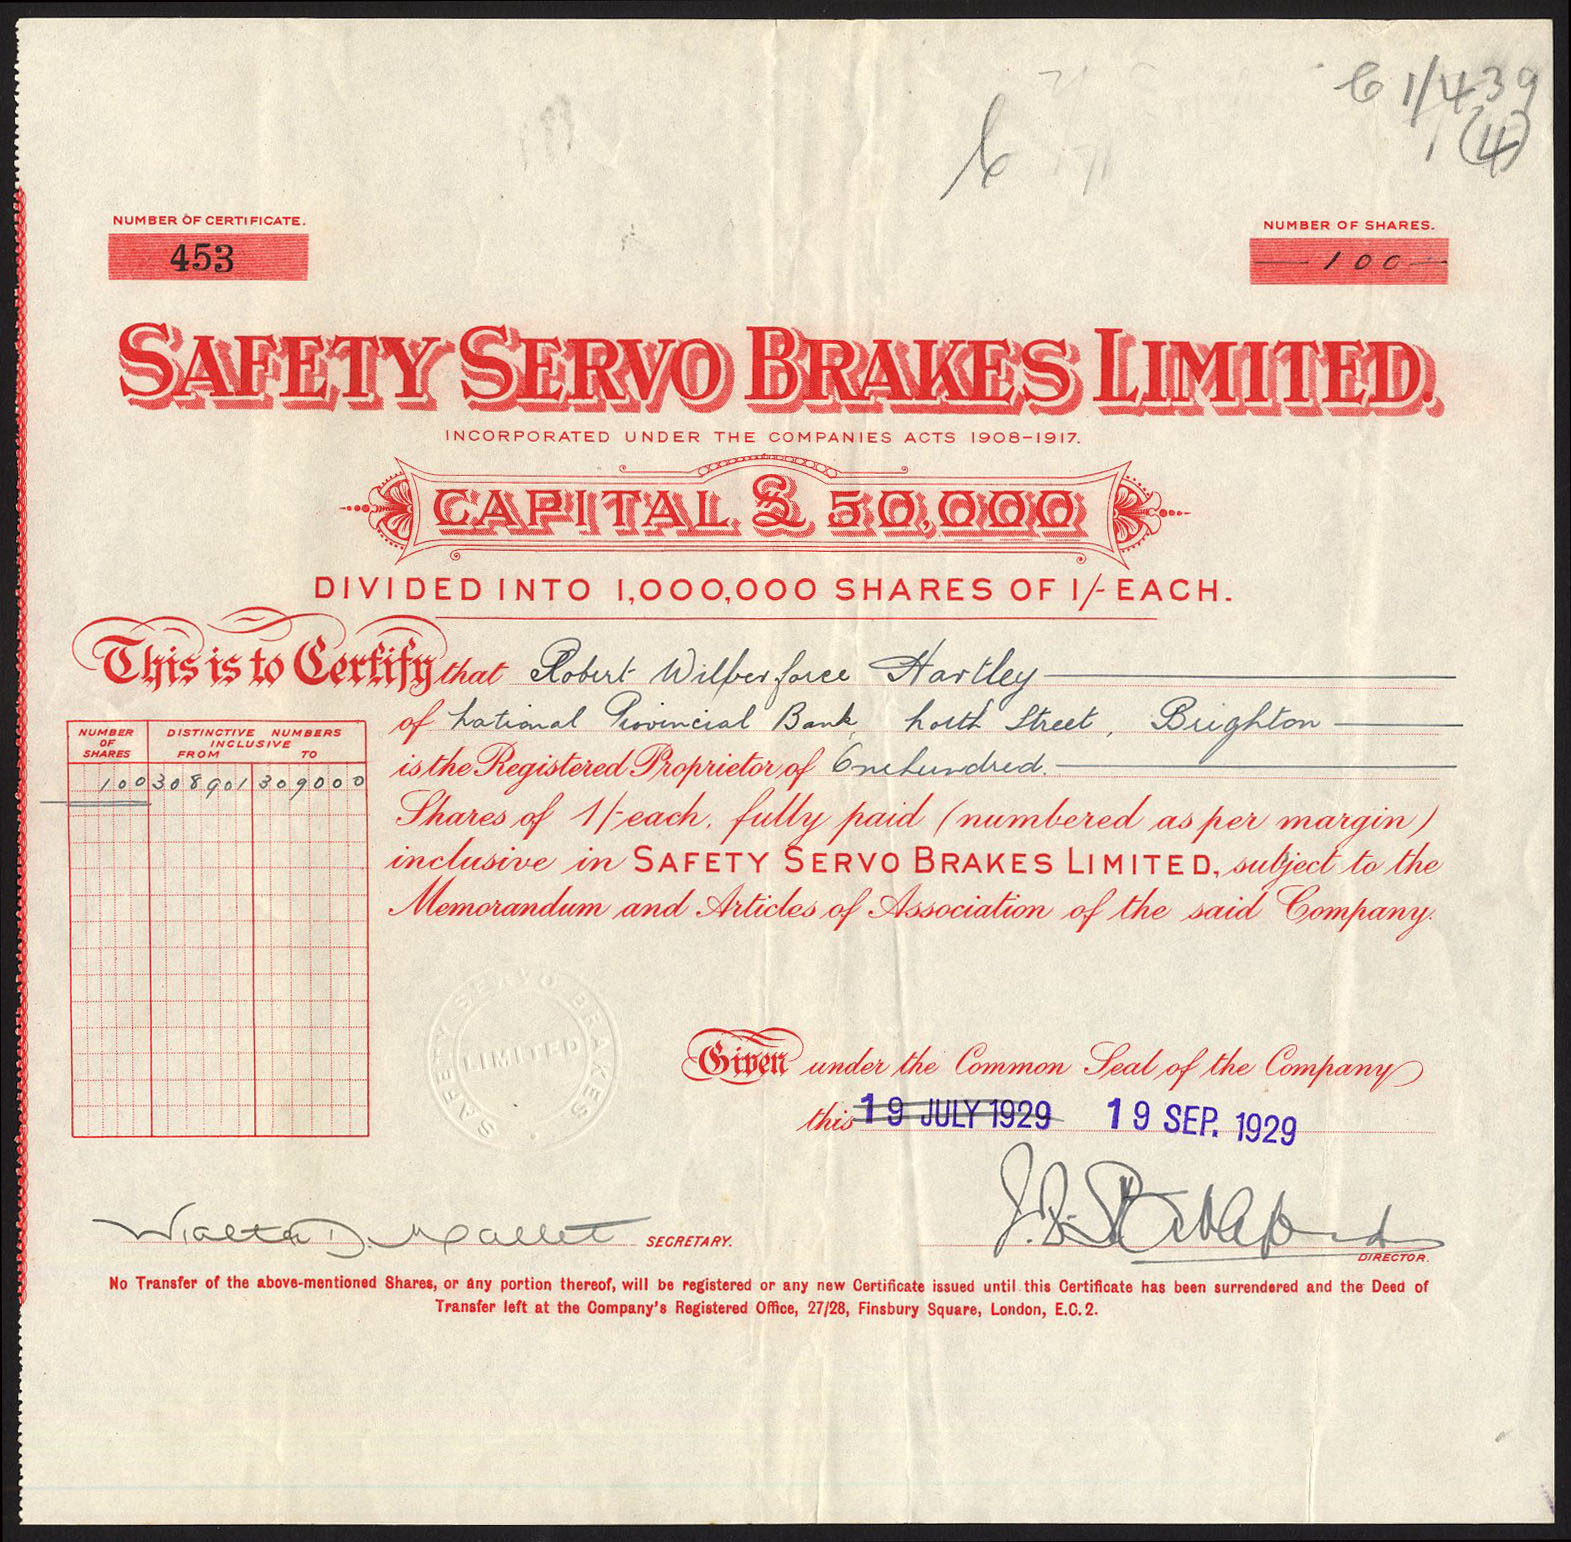 C 1/439
(4)
NUMBER OF CERTIFICATE.
453
NUMBER OF SHARES.
100
SAFETY SERVO BRAKES LIMITED.
INCORPORATED UNDER THE COMPANIES ACTS 1908-1917.
CAPITAL £50,000
DIVIDED INTO 1,000,000 SHARES OF 1/- EACH.
This is to Certify that Robert Wilberforce Hartley
of National Provincial Bank, North Street, Brighton
is the Registered Proprietor of One hundred.
Shares of 1/- each, fully paid (numbered as per margin)
inclusive in SAFETY SERVO BRAKES LIMITED, subject to the
Memorandum and Articles of Association of the said Company.
NUMBER OF SHARES
DISTINCTIVE NUMBERS
INCLUSIVE
FROM TO
100 308901 309000
SAFETY SERVO BRAKES
LIMITED
Given under the Common Seal of the Company
this 19 JULY 1929 19 SEP. 1929
Walter D. Mallett SECRETARY.
DIRECTOR.
No Transfer of the above-mentioned Shares, or any portion thereof, will be registered or any new Certificate issued until this Certificate has been surrendered and the Deed of
Transfer left at the Company's Registered Office, 27/28, Finsbury Square, London, E.C.2.